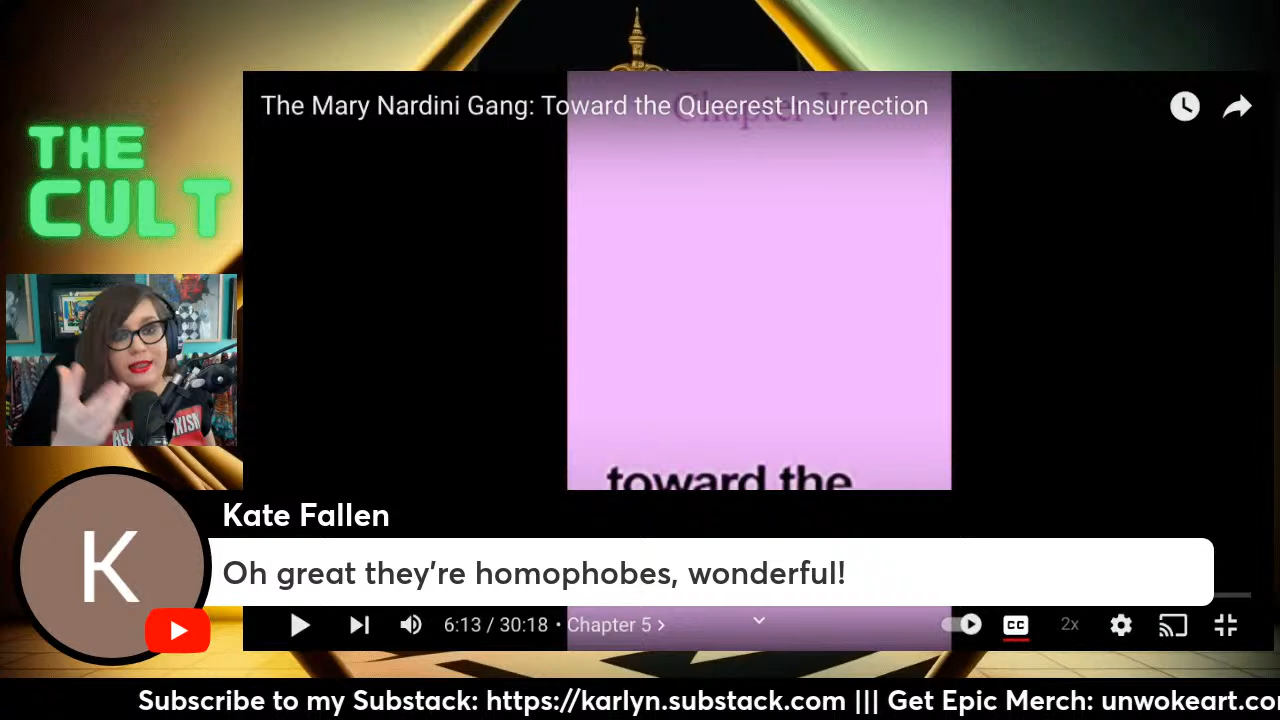 The Mary Nardini Gang: Toward the Queerest Insurrection
Chapter V
THE
CULT
toward the
Kate Fallen
K
Oh great they're homophobes, wonderful!
6:13 / 30:18 • Chapter 5 >
CC
2x
Subscribe to my Substack: https://karlyn.substack.com ||| Get Epic Merch: unwokeart.co